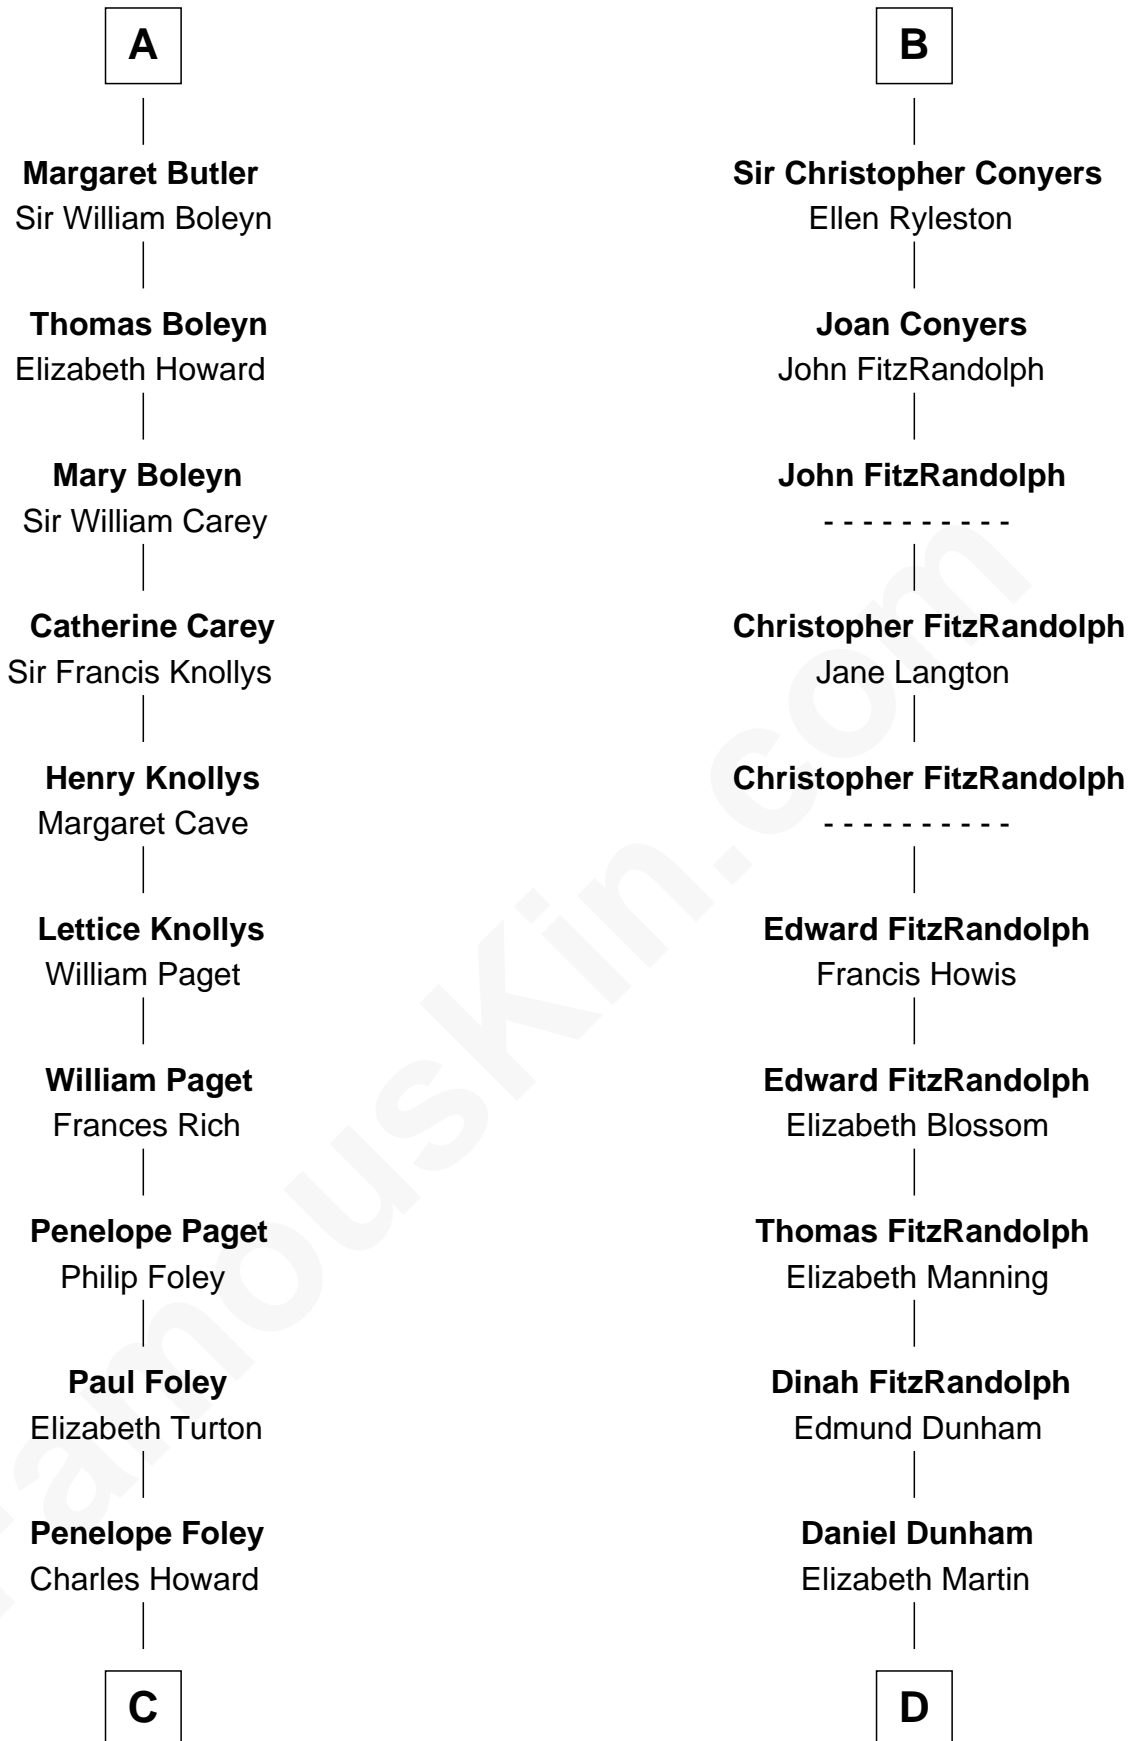 A
Margaret Butler
Sir William Boleyn
Thomas Boleyn
Elizabeth Howard
Mary Boleyn
Sir William Carey
Catherine Carey
Sir Francis Knollys
Henry Knollys
Margaret Cave
Lettice Knollys
William Paget
William Paget
Frances Rich
Penelope Paget
Philip Foley
Paul Foley
Elizabeth Turton
Penelope Foley
Charles Howard
C
B
Sir Christopher Conyers
Ellen Ryleston
Joan Conyers
John FitzRandolph
John FitzRandolph
- - - - - - - - - -
Christopher FitzRandolph
Jane Langton
Christopher FitzRandolph
- - - - - - - - - -
Edward FitzRandolph
Francis Howis
Edward FitzRandolph
Elizabeth Blossom
Thomas FitzRandolph
Elizabeth Manning
Dinah FitzRandolph
Edmund Dunham
Daniel Dunham
Elizabeth Martin
D
FamousKin.com